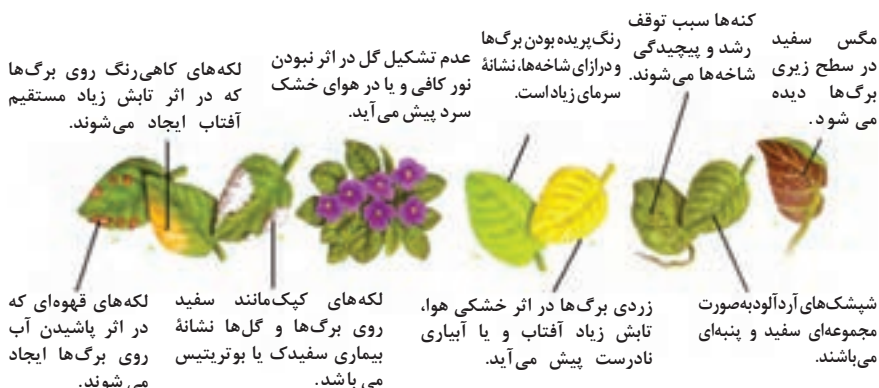 مگس سفید
در سطح زیری
برگ‌ها دیده
می شود.
کنه‌ها سبب توقف
رشد و پیچیدگی
شاخه‌ها می‌شوند.
رنگ‌پریده بودن برگ‌ها
و درازای شاخه‌ها، نشانهٔ
سرمای زیاد است.
عدم تشکیل گل در اثر نبودن
نور کافی و یا در هوای خشک
سرد پیش می‌آید.
لکه‌های کاهی‌رنگ روی برگ‌ها
که در اثر تابش زیاد مستقیم
آفتاب ایجاد می‌شوند.
شپشک‌های آردآلود به‌صورت
مجموعه‌ای سفید و پنبه‌ای
می‌باشند.
زردی برگ‌ها در اثر خشکی هوا،
تابش زیاد آفتاب و یا آبیاری
نادرست پیش می‌آید.
لکه‌های کپک‌مانند سفید
روی برگ‌ها و گل‌ها نشانهٔ
بیماری سفیدک یا بوتریتیس
می باشد.
لکه‌های قهوه‌ای که
در اثر پاشیدن آب
روی برگ‌ها ایجاد
می شوند.